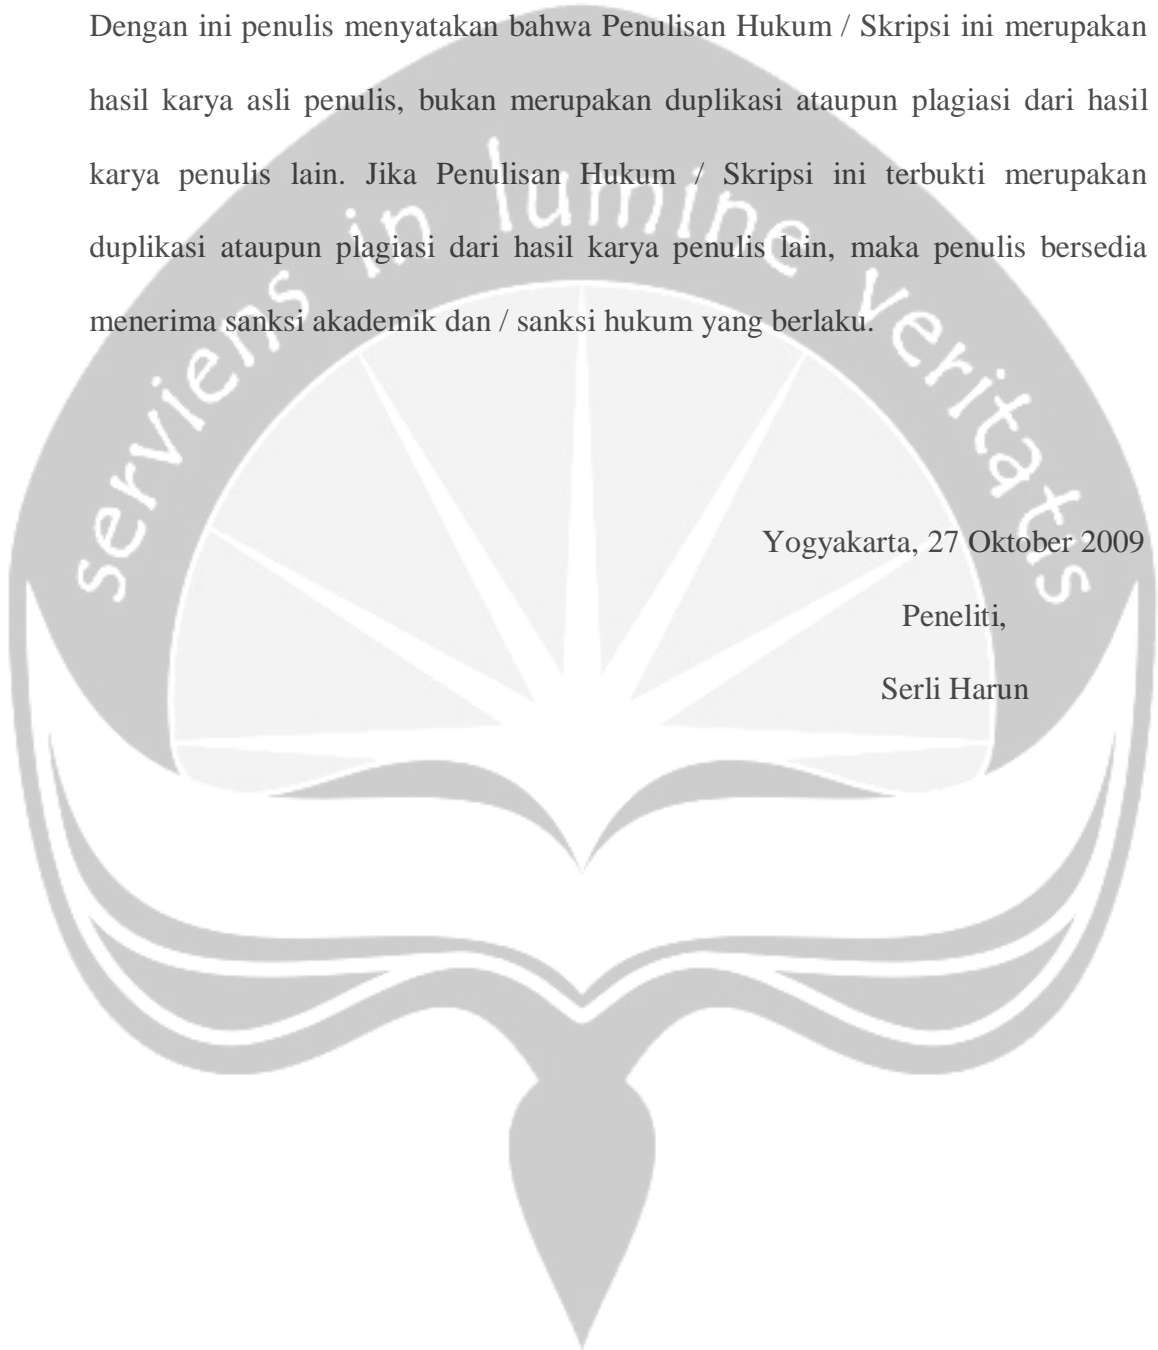 Dengan ini penulis menyatakan bahwa Penulisan Hukum / Skripsi ini merupakan
hasil karya asli penulis, bukan merupakan duplikasi ataupun plagiasi dari hasil
karya penulis lain. Jika Penulisan Hukum / Skripsi ini terbukti merupakan
duplikasi ataupun plagiasi dari hasil karya penulis lain, maka penulis bersedia
menerima sanksi akademik dan / sanksi hukum yang berlaku.
serviens in lumine veritatis
Yogyakarta, 27 Oktober 2009
Peneliti,
Serli Harun